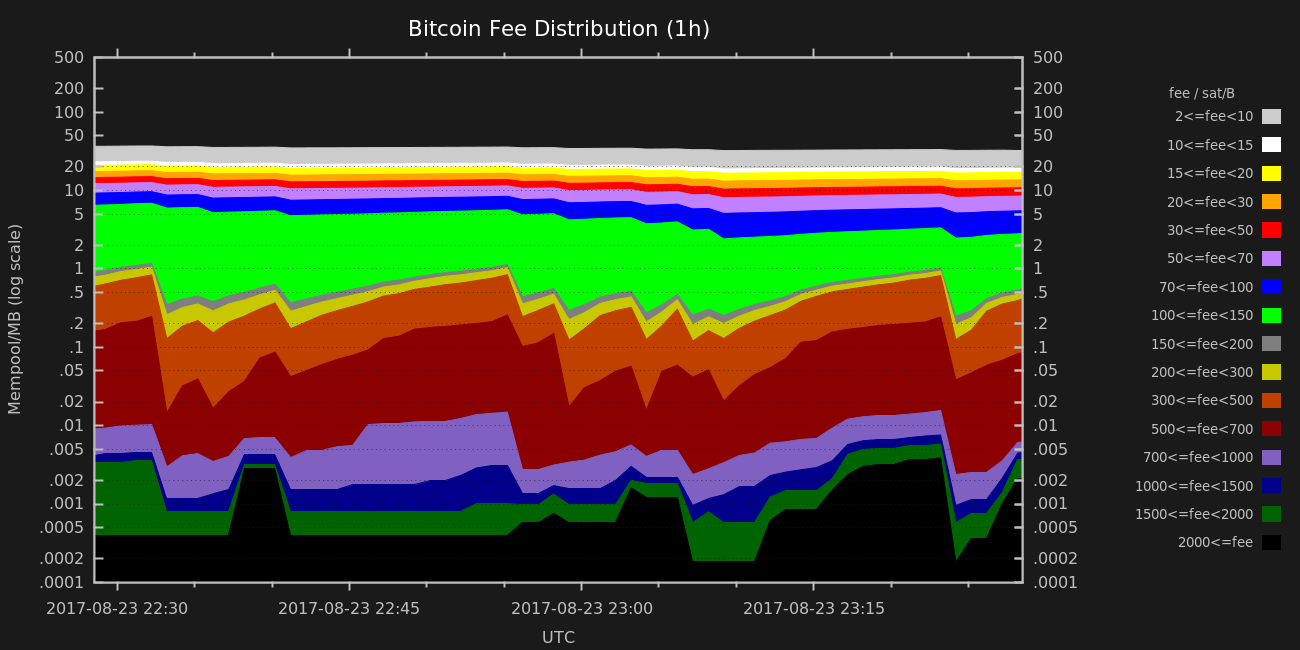 Bitcoin Fee Distribution (1h)
500
200
100
50
20
10
5
2
1
.5
.2
.1
.05
.02
.01
.005
.002
.001
.0005
.0002
.0001
Mempool/MB (log scale)
500
200
100
50
20
10
5
2
1
.5
.2
.1
.05
.02
.01
.005
.002
.001
.0005
.0002
.0001
2017-08-23 22:30
2017-08-23 22:45
2017-08-23 23:00
2017-08-23 23:15
UTC
fee / sat/B
2<=fee<10
10<=fee<15
15<=fee<20
20<=fee<30
30<=fee<50
50<=fee<70
70<=fee<100
100<=fee<150
150<=fee<200
200<=fee<300
300<=fee<500
500<=fee<700
700<=fee<1000
1000<=fee<1500
1500<=fee<2000
2000<=fee